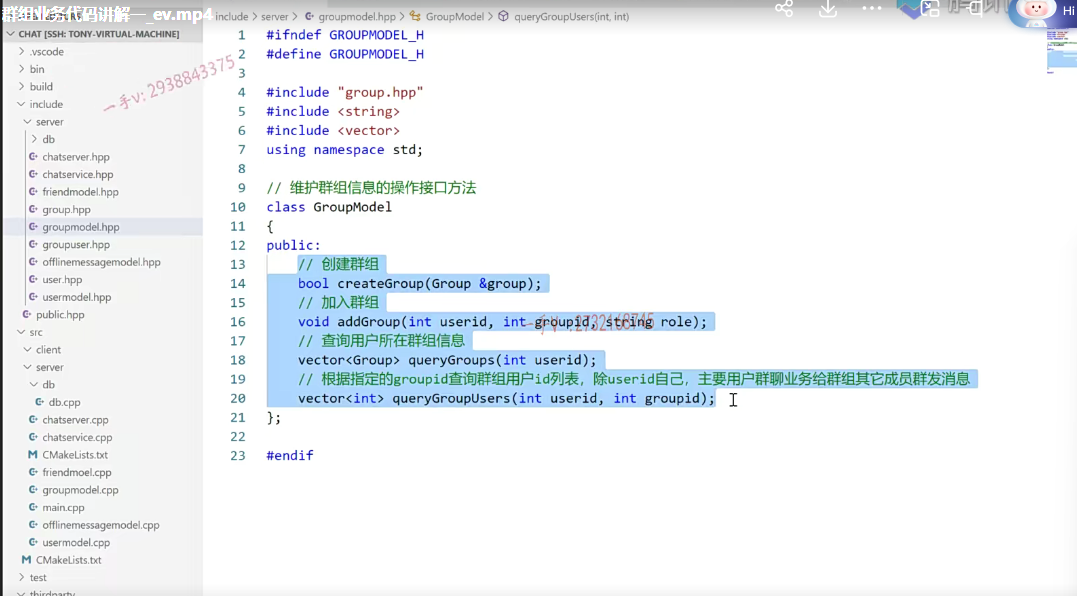 群组业务代码讲解一_ev.mp4
include > server > groupmodel.hpp > GroupModel > queryGroupUsers(int, int)
Hi
CHAT [SSH: TONY-VIRTUAL-MACHINE]
.vscode
bin
build
include
server
db
chatserver.hpp
chatservice.hpp
friendmodel.hpp
group.hpp
groupmodel.hpp
groupuser.hpp
offlinemessagemodel.hpp
user.hpp
usermodel.hpp
public.hpp
src
client
server
db
db.cpp
chatserver.cpp
chatservice.cpp
CMakeLists.txt
friendmoel.cpp
groupmodel.cpp
main.cpp
offlinemessagemodel.cpp
usermodel.cpp
CMakeLists.txt
test
thirdparty
一手v: 2938843375
1 #ifndef GROUPMODEL_H
2 #define GROUPMODEL_H
3
4 #include "group.hpp"
5 #include <string>
6 #include <vector>
7 using namespace std;
8
9 // 维护群组信息的操作接口方法
10 class GroupModel
11 {
12 public:
13 // 创建群组
14 bool createGroup(Group &group);
15 // 加入群组
16 void addGroup(int userid, int groupid, string role);
17 // 查询用户所在群组信息
18 vector<Group> queryGroups(int userid);
19 // 根据指定的groupid查询群组用户id列表，除userid自己，主要用户群聊业务给群组其它成员群发消息
20 vector<int> queryGroupUsers(int userid, int groupid);
21 };
22
23 #endif